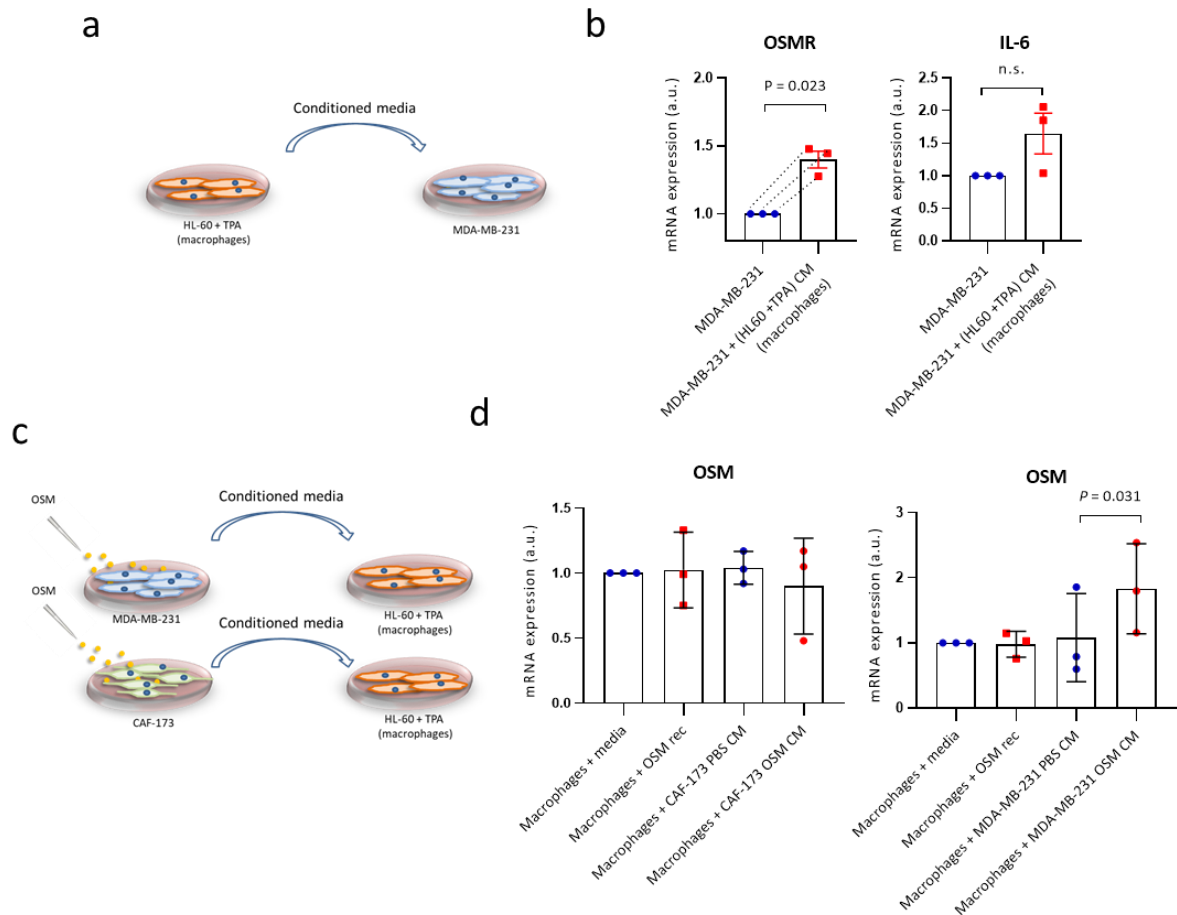 a
Conditioned media
HL-60 + TPA
(macrophages)
MDA-MB-231
b
OSMR
mRNA expression (a.u.)
2.0
1.5
1.0
P = 0.023
MDA-MB-231
MDA-MB-231 + (HL60 +TPA) CM
(macrophages)
IL-6
mRNA expression (a.u.)
2.5
2.0
1.5
1.0
0.5
0.0
n.s.
MDA-MB-231
MDA-MB-231 + (HL60 +TPA) CM
(macrophages)
c
OSM
Conditioned media
MDA-MB-231
HL-60 + TPA
(macrophages)
OSM
Conditioned media
CAF-173
HL-60 + TPA
(macrophages)
d
OSM
mRNA expression (a.u.)
1.5
1.0
0.5
0.0
Macrophages + media
Macrophages + OSM rec
Macrophages + CAF-173 PBS CM
Macrophages + CAF-173 OSM CM
OSM
mRNA expression (a.u.)
3
2
1
0
P = 0.031
Macrophages + media
Macrophages + OSM rec
Macrophages + MDA-MB-231 PBS CM
Macrophages + MDA-MB-231 OSM CM